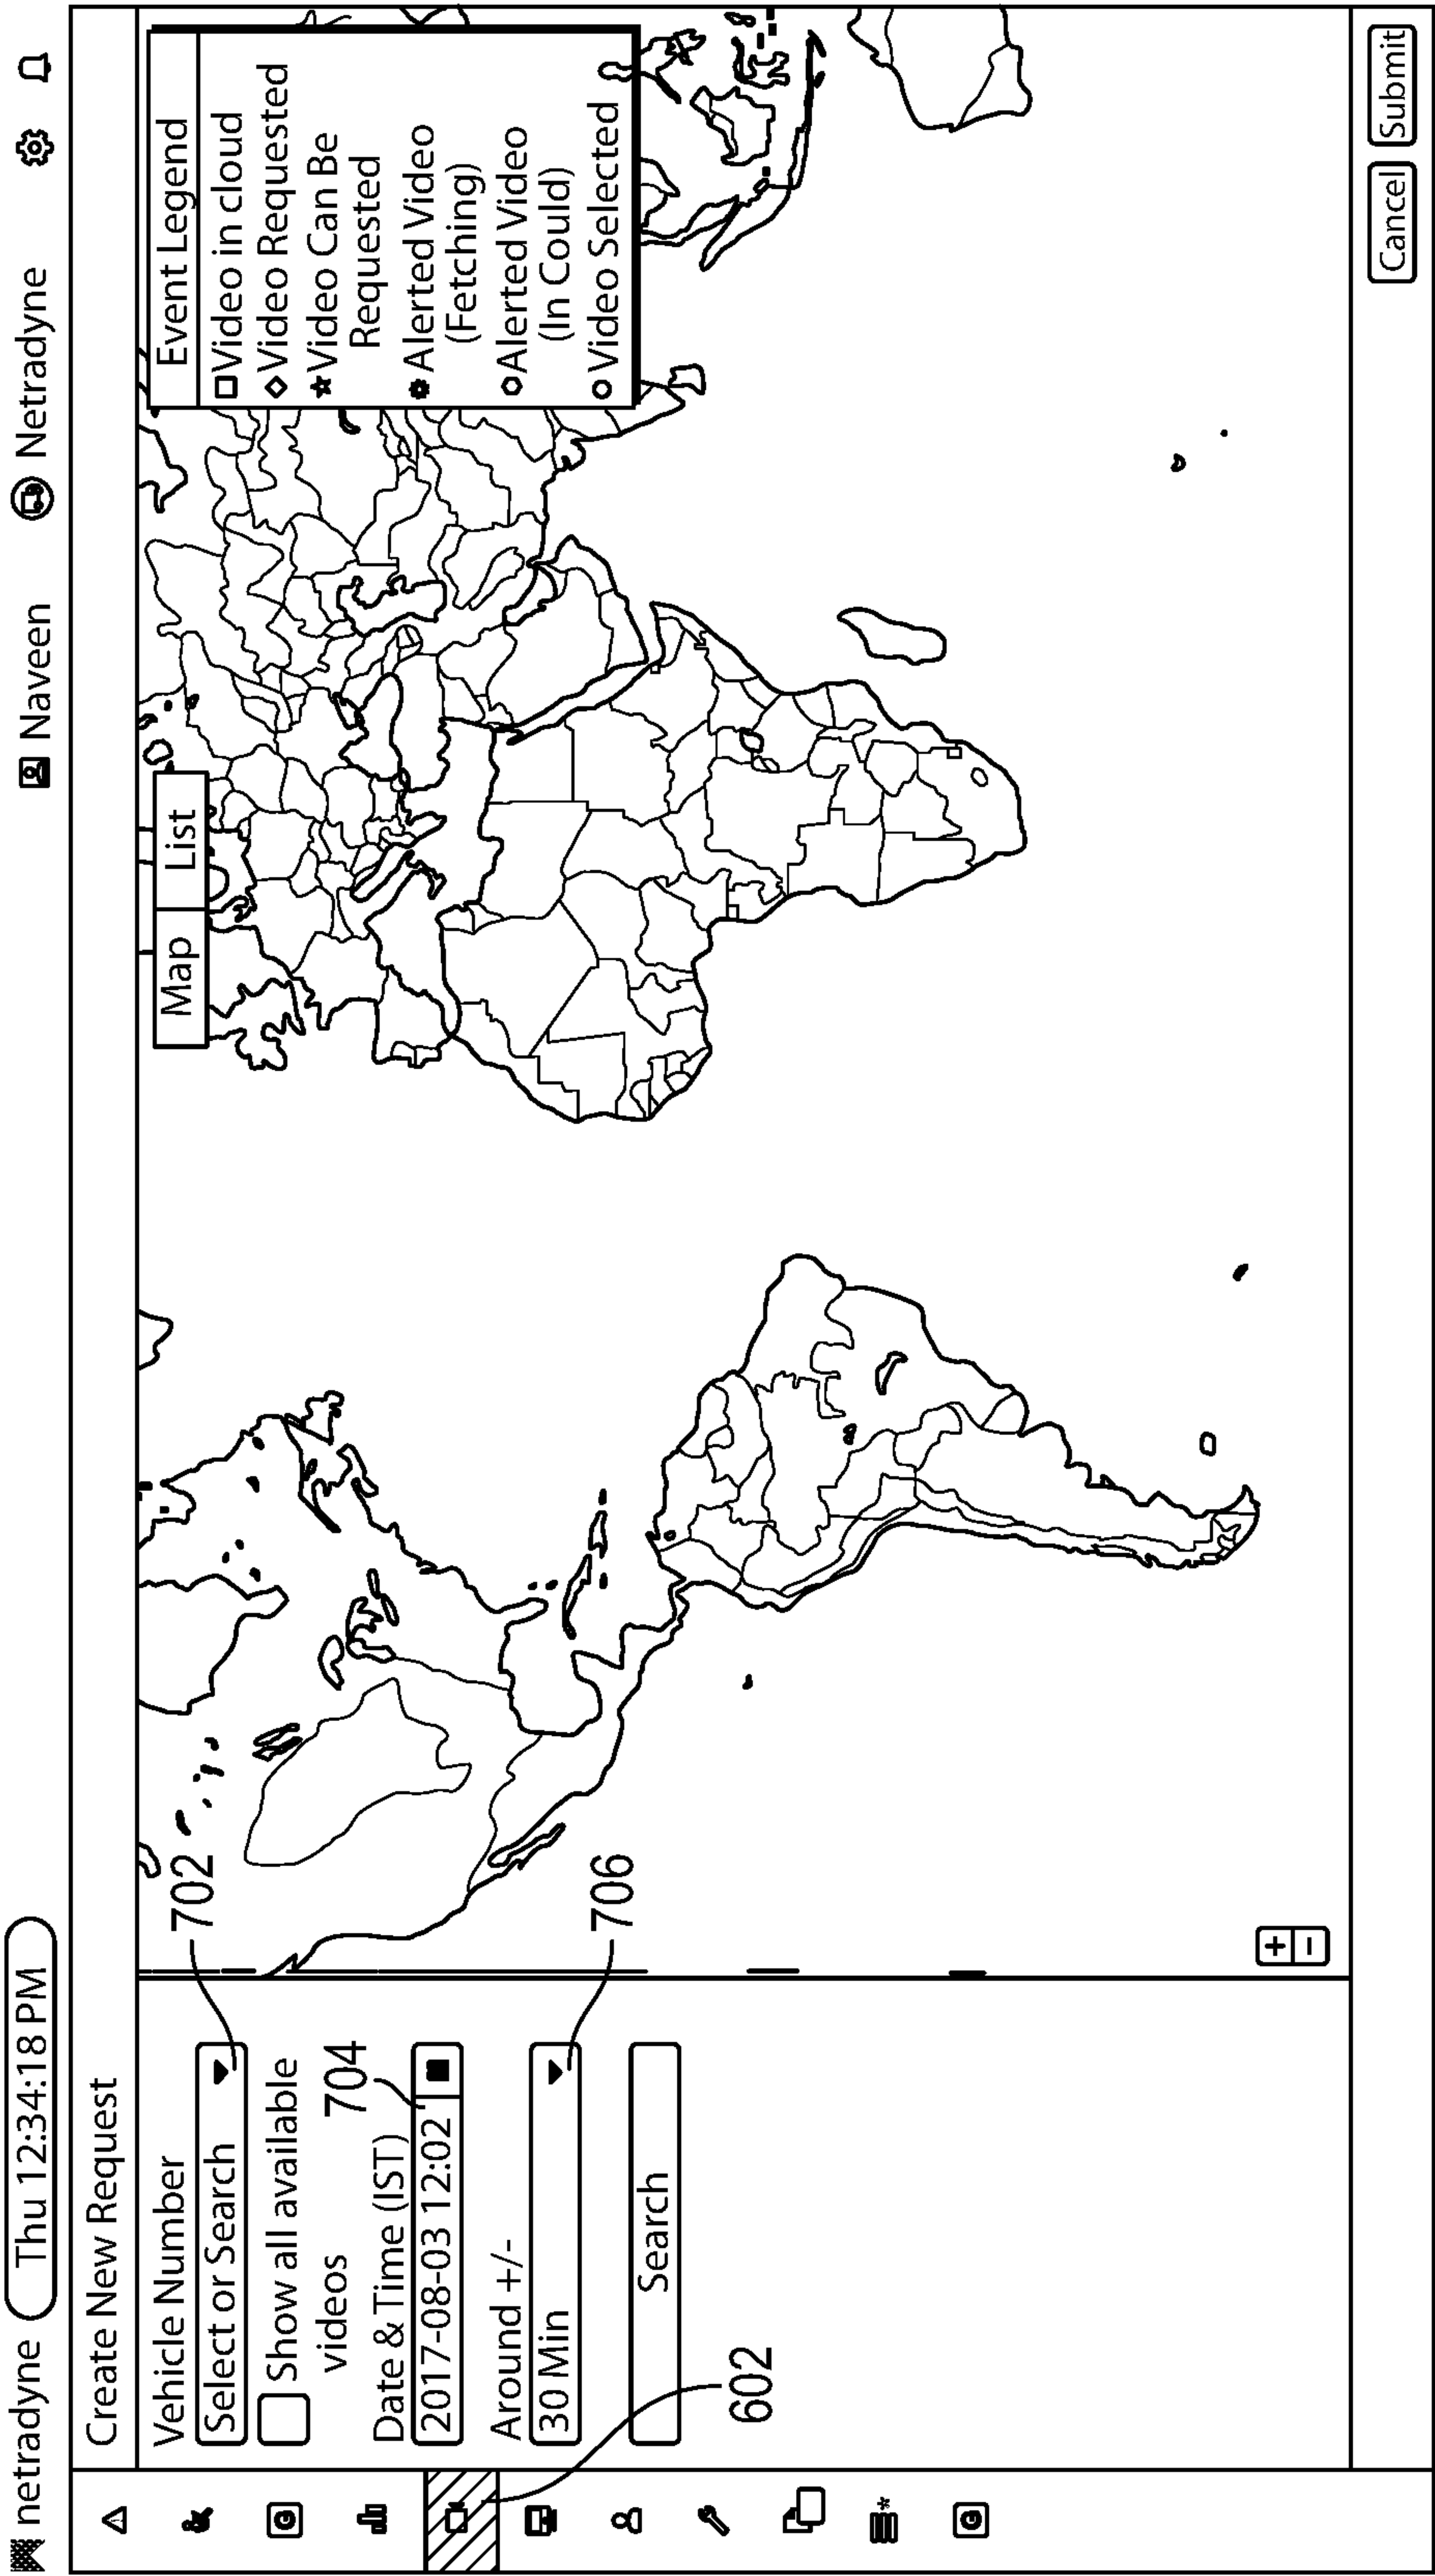 netradyne
Thu 12:34:18 PM
Naveen
Netradyne
Create New Request
Vehicle Number
Select or Search
702
Show all available
videos
704
Date & Time (IST)
2017-08-03 12:02
Around +/-
30 Min
706
Search
602
Map
List
Event Legend
Video in cloud
Video Requested
Video Can Be
Requested
Alerted Video
(Fetching)
Alerted Video
(In Could)
Video Selected
+
−
Cancel
Submit
G
*
G